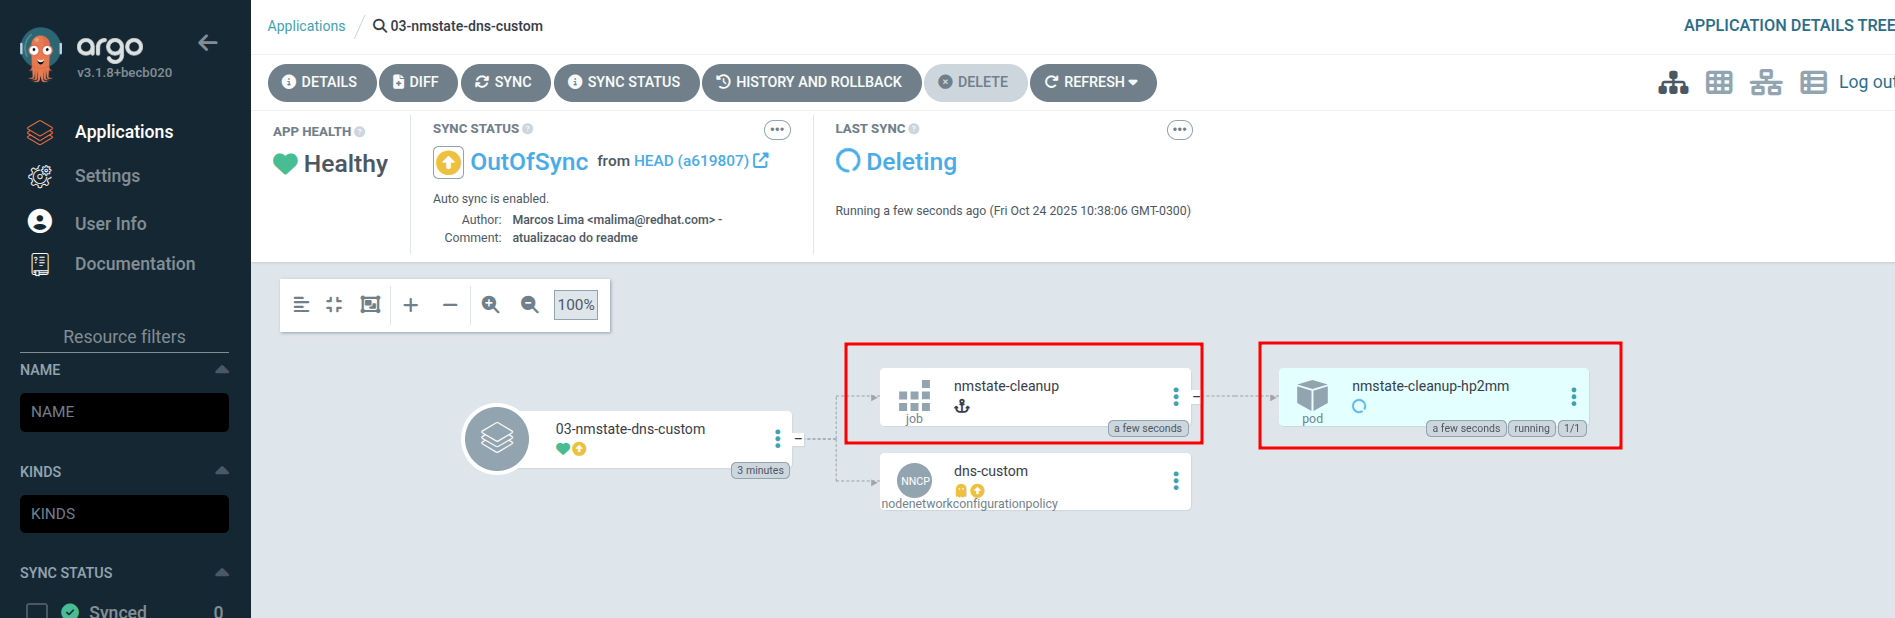 argo
v3.1.8+becb020
Applications
Settings
User Info
Documentation
Resource filters
NAME
NAME
KINDS
KINDS
SYNC STATUS
Synced 0
Applications / 03-nmstate-dns-custom
APPLICATION DETAILS TREE
DETAILS DIFF SYNC SYNC STATUS HISTORY AND ROLLBACK DELETE REFRESH
Log out
APP HEALTH
Healthy
SYNC STATUS
OutOfSync from HEAD (a619807)
Auto sync is enabled.
Author: Marcos Lima <malima@redhat.com> -
Comment: atualizacao do readme
LAST SYNC
Deleting
Running a few seconds ago (Fri Oct 24 2025 10:38:06 GMT-0300)
100%
03-nmstate-dns-custom
3 minutes
nmstate-cleanup
job
a few seconds
nmstate-cleanup-hp2mm
pod
a few seconds running 1/1
dns-custom
NNCP
nodenetworkconfigurationpolicy